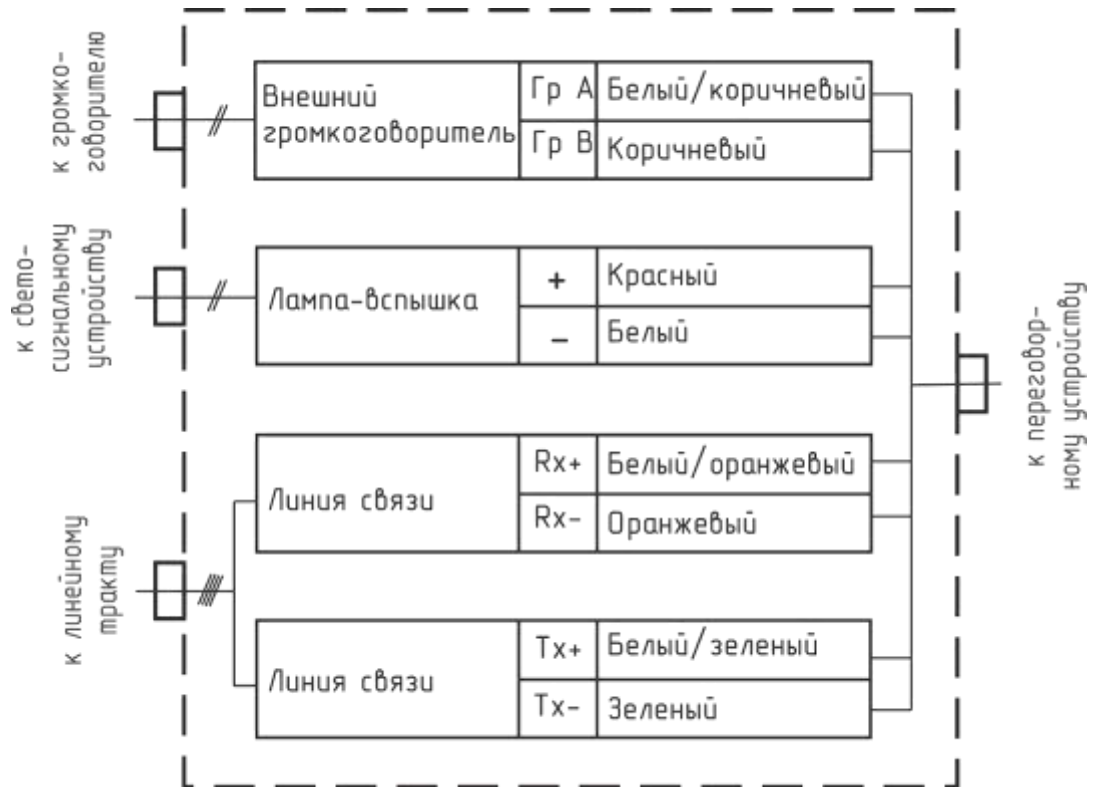 к громко-
говорителю
Внешний
громкоговоритель
Гр А
Белый/коричневый
Гр В
Коричневый
к свето-
сигнальному
устройству
Лампа-вспышка
+
Красный
-
Белый
к переговор-
ному устройству
к линейному
тракту
Линия связи
Rx+
Белый/оранжевый
Rx-
Оранжевый
Линия связи
Tx+
Белый/зеленый
Tx-
Зеленый